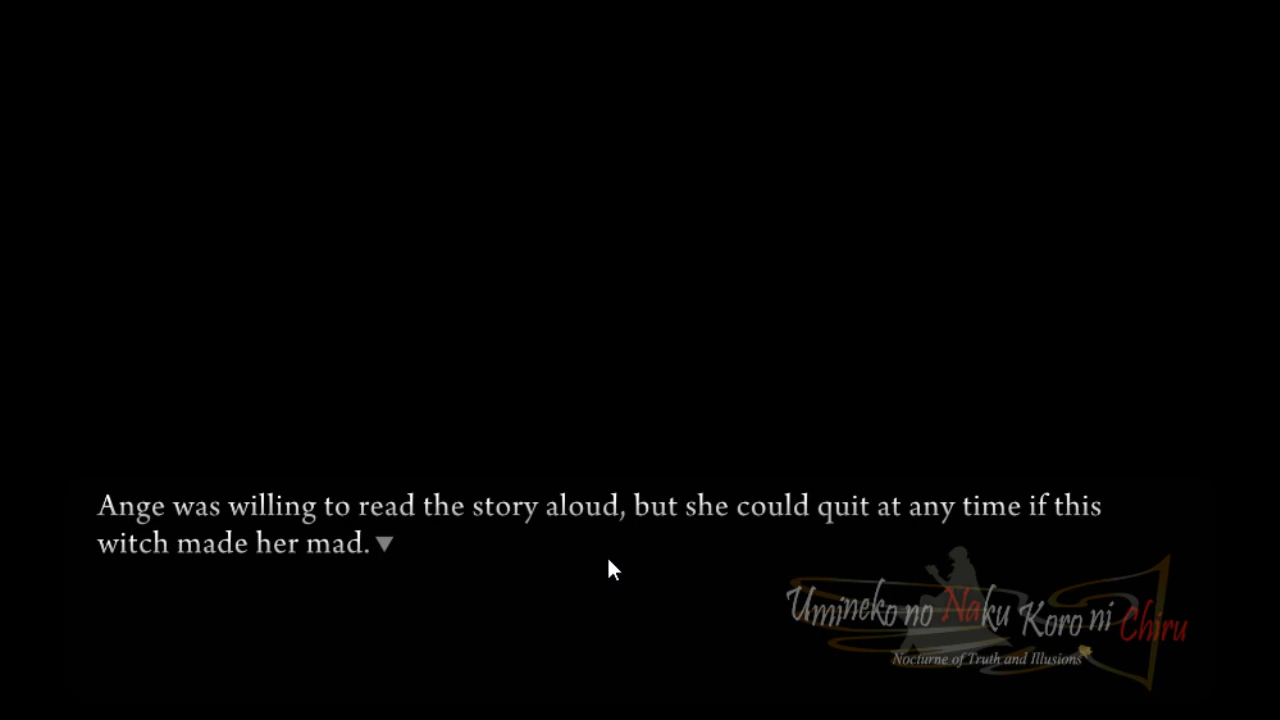 Ange was willing to read the story aloud, but she could quit at any time if this
witch made her mad.
Umineko no Naku Koro ni Chiru
Nocturne of Truth and Illusions